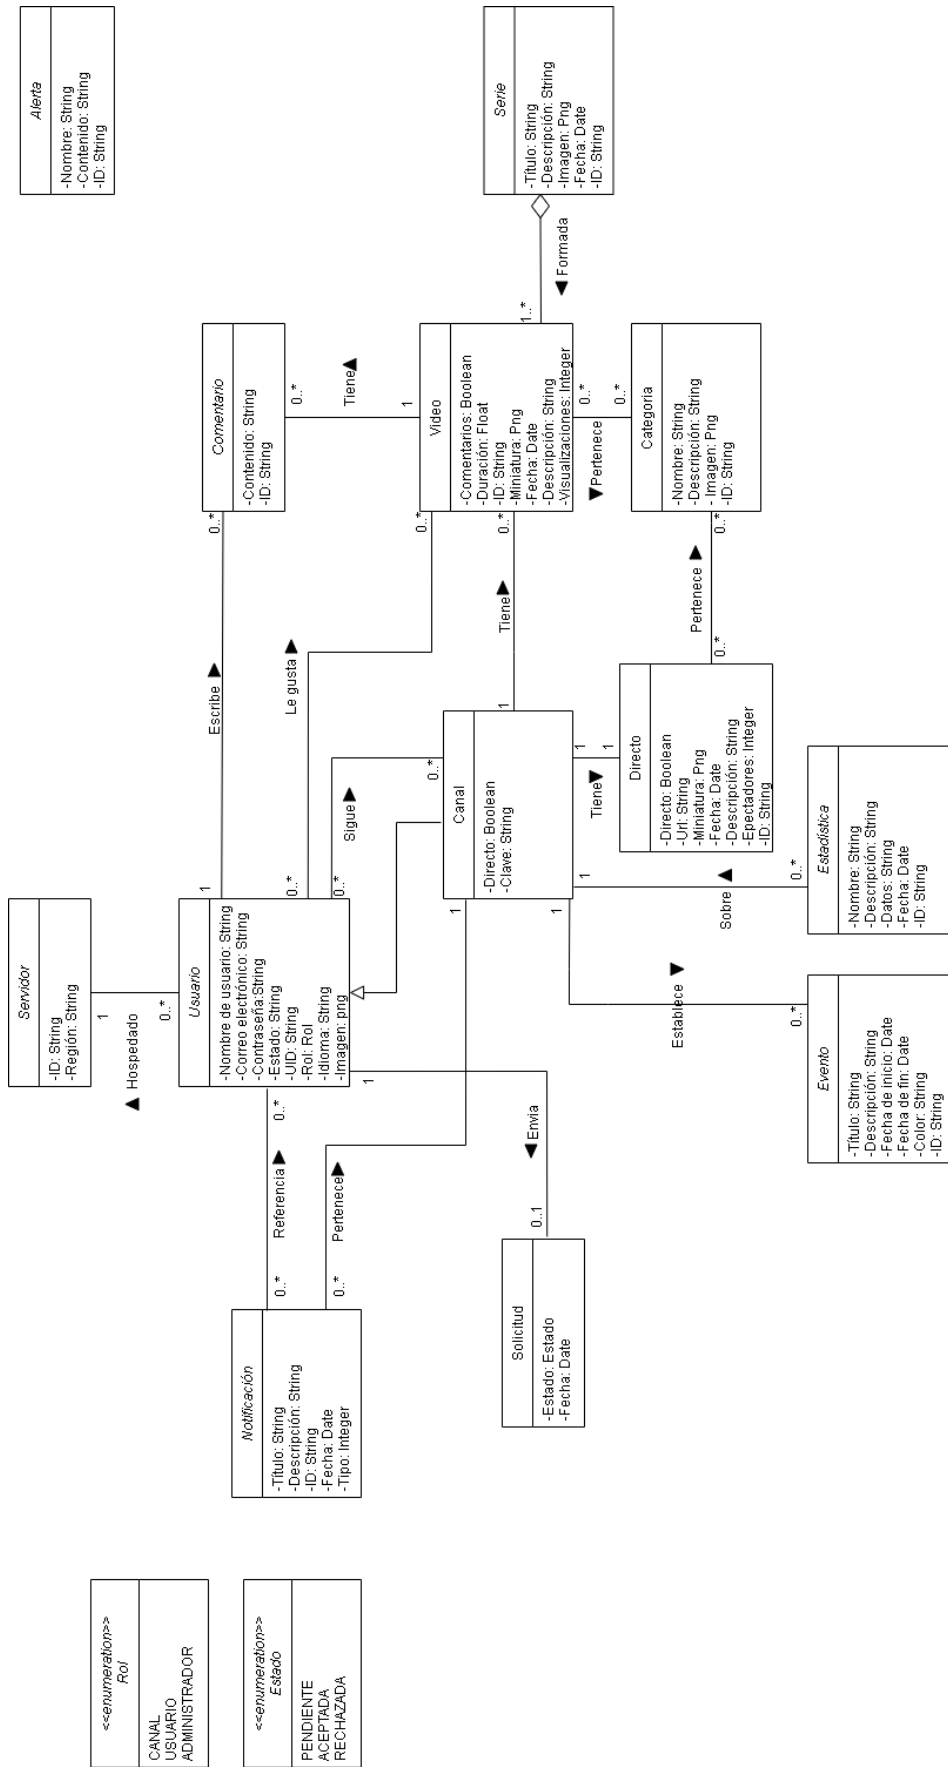 Alerta
-Nombre: String
-Contenido: String
-ID: String
Serie
-Título: String
-Descripción: String
-Imagen: Png
-Fecha: Date
-ID: String
Formada
1..*
Comentario
-Contenido: String
-ID: String
0..*
0..*
Tiene
1
Video
-Comentarios: Boolean
-Duración: Float
-ID: String
-Miniatura: Png
-Fecha: Date
-Descripción: String
-Visualizaciones: Integer
0..*
0..*
0..*
Pertenece
0..*
Categoria
-Nombre: String
-Descripción: String
- Imagen: Png
-ID: String
0..*
Pertenece
0..*
Escribe
1
Le gusta
0..*
Sigue
0..*
0..*
Tiene
1
Canal
-Directo: Boolean
-Clave: String
1
Tiene
1
Directo
-Directo: Boolean
-Url: String
-Miniatura: Png
-Fecha: Date
-Descripción: String
-Epectadores: Integer
-ID: String
1
Sobre
0..*
Estadística
-Nombre: String
-Descripción: String
-Datos: String
-Fecha: Date
-ID: String
1
Establece
0..*
Evento
-Título: String
-Descripción: String
-Fecha de inicio: Date
-Fecha de fin: Date
-Color: String
-ID: String
Servidor
-ID: String
-Región: String
1
Hospedado
0..*
Usuario
-Nombre de usuario: String
-Correo electrónico: String
-Contraseña:String
-Estado: String
-UID: String
-Rol: Rol
-Idioma: String
-Imagen: png
0..*
Referencia
0..*
1
Pertenece
0..*
1
Envia
0..1
Notificación
-Título: String
-Descripción: String
-ID: String
-Fecha: Date
-Tipo: Integer
Solicitud
-Estado: Estado
-Fecha: Date
<<enumeration>>
Rol
CANAL
USUARIO
ADMINISTRADOR
<<enumeration>>
Estado
PENDIENTE
ACEPTADA
RECHAZADA